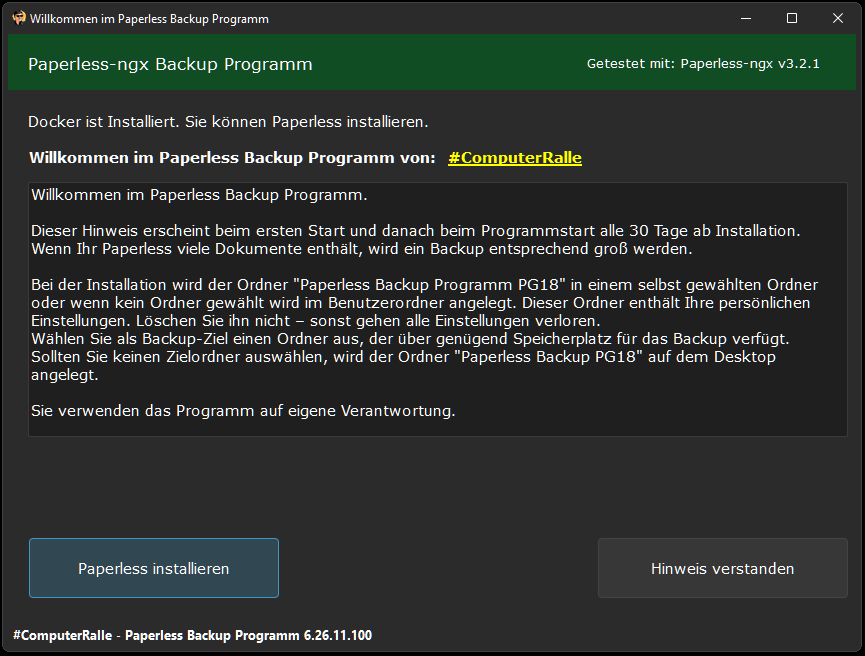 Willkommen im Paperless Backup Programm
Paperless-ngx Backup Programm
Getestet mit: Paperless-ngx v3.2.1
Docker ist Installiert. Sie können Paperless installieren.
Willkommen im Paperless Backup Programm von: #ComputerRalle
Willkommen im Paperless Backup Programm.
Dieser Hinweis erscheint beim ersten Start und danach beim Programmstart alle 30 Tage ab Installation.
Wenn Ihr Paperless viele Dokumente enthält, wird ein Backup entsprechend groß werden.
Bei der Installation wird der Ordner "Paperless Backup Programm PG18" in einem selbst gewählten Ordner
oder wenn kein Ordner gewählt wird im Benutzerordner angelegt. Dieser Ordner enthält Ihre persönlichen
Einstellungen. Löschen Sie ihn nicht – sonst gehen alle Einstellungen verloren.
Wählen Sie als Backup-Ziel einen Ordner aus, der über genügend Speicherplatz für das Backup verfügt.
Sollten Sie keinen Zielordner auswählen, wird der Ordner "Paperless Backup PG18" auf dem Desktop
angelegt.
Sie verwenden das Programm auf eigene Verantwortung.
Paperless installieren
Hinweis verstanden
#ComputerRalle - Paperless Backup Programm 6.26.11.100